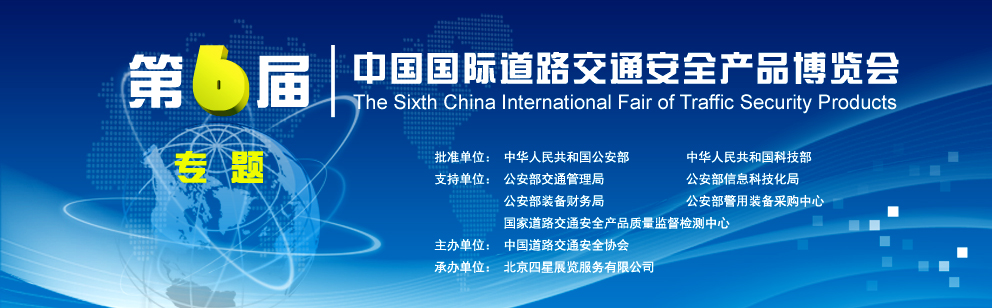 第6届
中国国际道路交通安全产品博览会
The Sixth China International Fair of Traffic Security Products
专题
批准单位： 中华人民共和国公安部 中华人民共和国科技部
支持单位： 公安部交通管理局 公安部信息科技化局
公安部装备财务局 公安部警用装备采购中心
国家道路交通安全产品质量监督检测中心
主办单位： 中国道路交通安全协会
承办单位： 北京四星展览服务有限公司